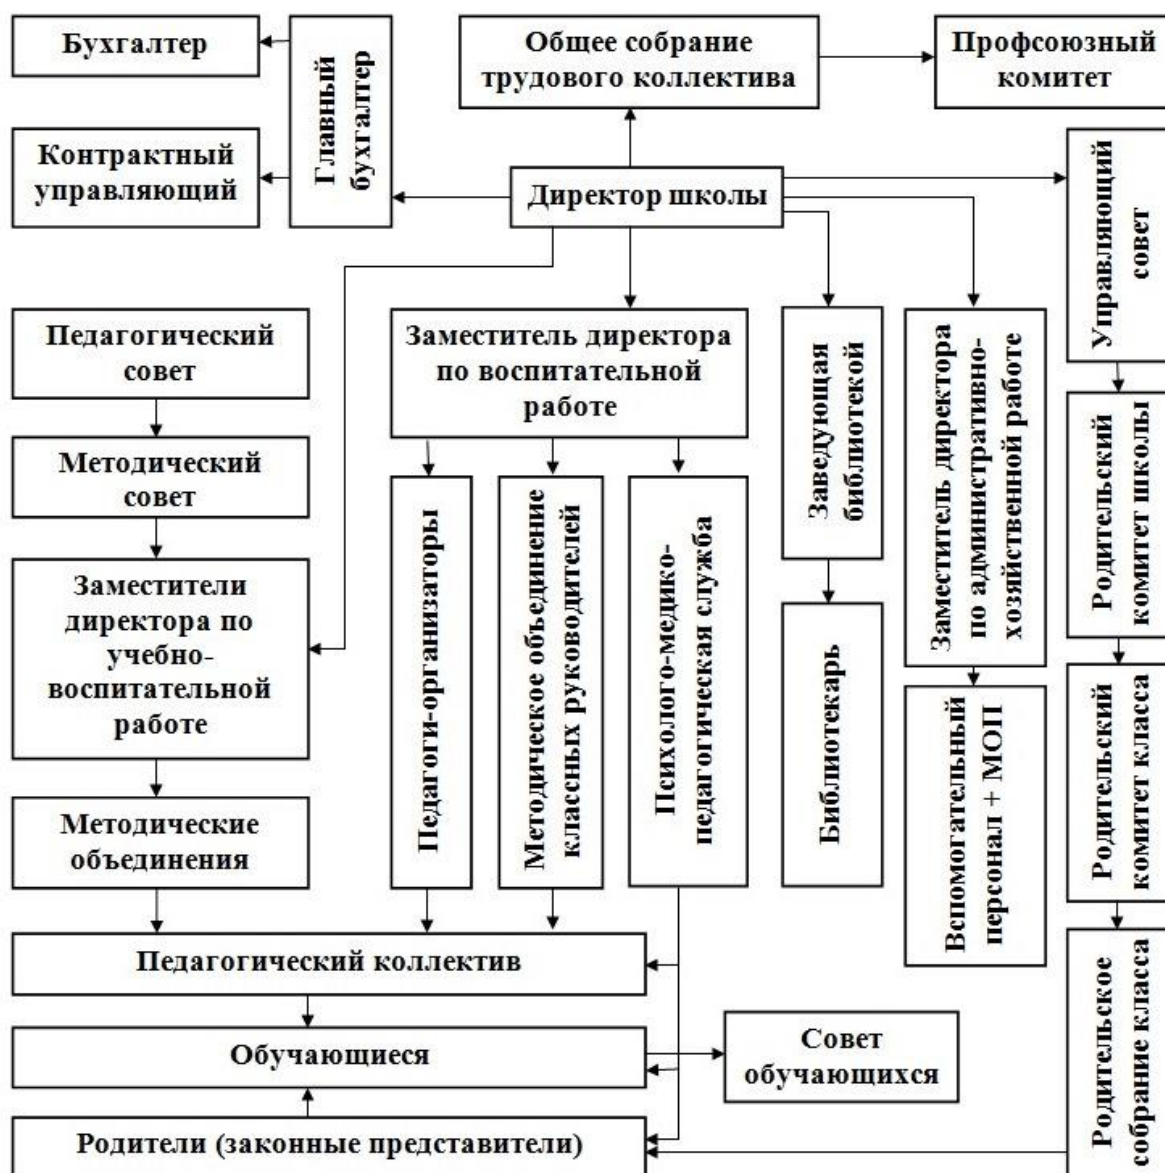 Бухгалтер
Общее собрание
трудового коллектива
Профсоюзный
комитет
Главный
бухгалтер
Контрактный
управляющий
Директор школы
Управляющий
совет
Педагогический
совет
Заместитель директора
по воспитательной
работе
Заведующая
библиотекой
Заместитель директора
по административно-
хозяйственной работе
Методический
совет
Родительский
комитет школы
Педагоги-организаторы
Методическое объединение
классных руководителей
Психолого-медико-
педагогическая служба
Заместители
директора по
учебно-
воспитательной
работе
Библиотекарь
Вспомогательный
персонал + МОП
Родительский
комитет класса
Методические
объединения
Педагогический коллектив
Родительское
собрание класса
Обучающиеся
Совет
обучающихся
Родители (законные представители)